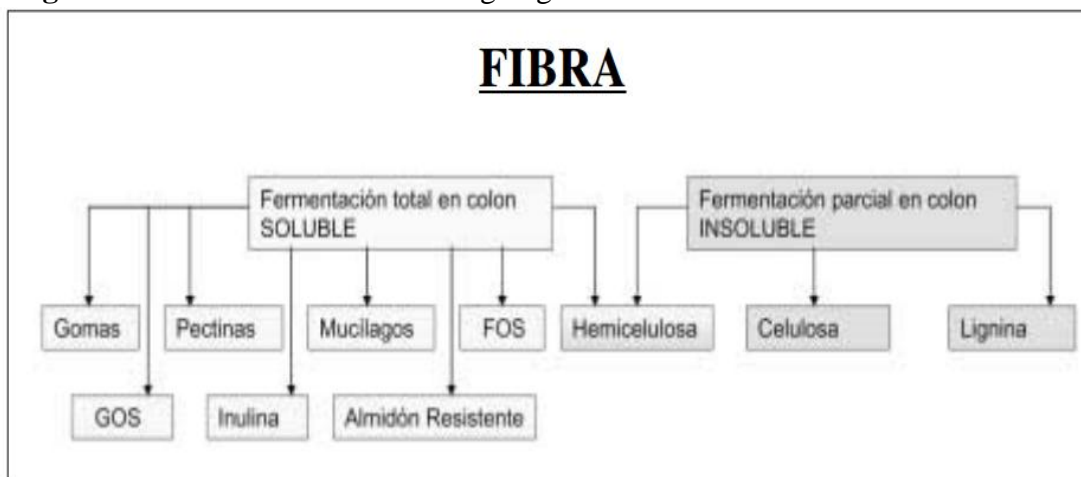 FIBRA
Fermentación total en colon
SOLUBLE
Fermentación parcial en colon
INSOLUBLE
Gomas
Pectinas
Mucílagos
FOS
Hemicelulosa
Celulosa
Lignina
GOS
Inulina
Almidón Resistente